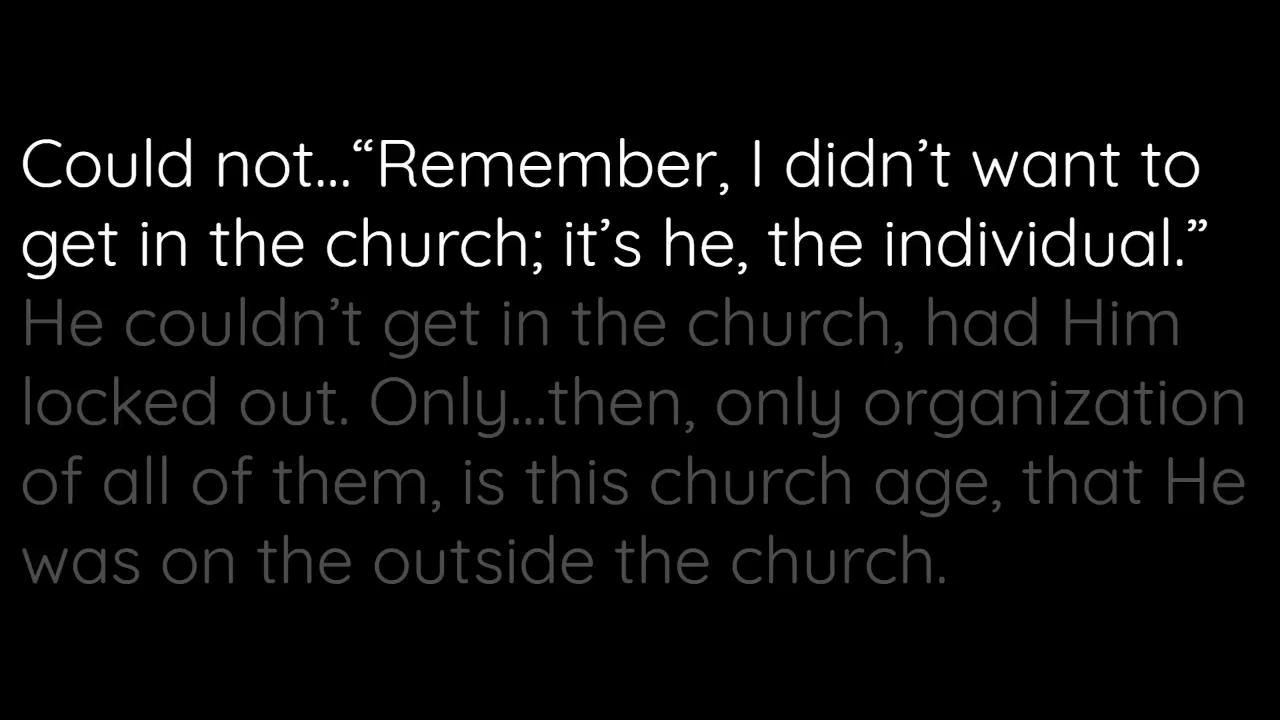 Could not...“Remember, I didn’t want to
get in the church; it’s he, the individual.”
He couldn’t get in the church, had Him
locked out. Only...then, only organization
of all of them, is this church age, that He
was on the outside the church.